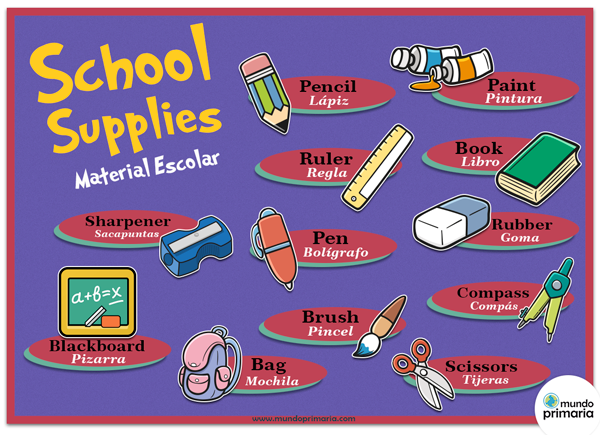 School
Supplies
Material Escolar
Pencil
Lápiz
Paint
Pintura
Ruler
Regla
Book
Libro
Sharpener
Sacapuntas
Pen
Bolígrafo
Rubber
Goma
a+b=x
Blackboard
Pizarra
Brush
Pincel
Compass
Compás
Bag
Mochila
Scissors
Tijeras
www.mundoprimaria.com
mundo
primaria